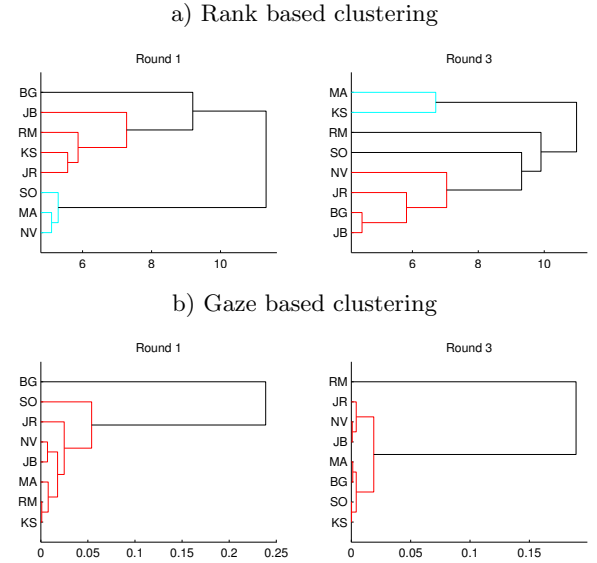 a) Rank based clustering
Round 1
BG
JB
RM
KS
JR
SO
MA
NV
6 8 10
Round 3
MA
KS
RM
SO
NV
JR
BG
JB
6 8 10
b) Gaze based clustering
Round 1
BG
SO
JR
NV
JB
MA
RM
KS
0 0.05 0.1 0.15 0.2 0.25
Round 3
RM
JR
NV
JB
MA
BG
SO
KS
0 0.05 0.1 0.15